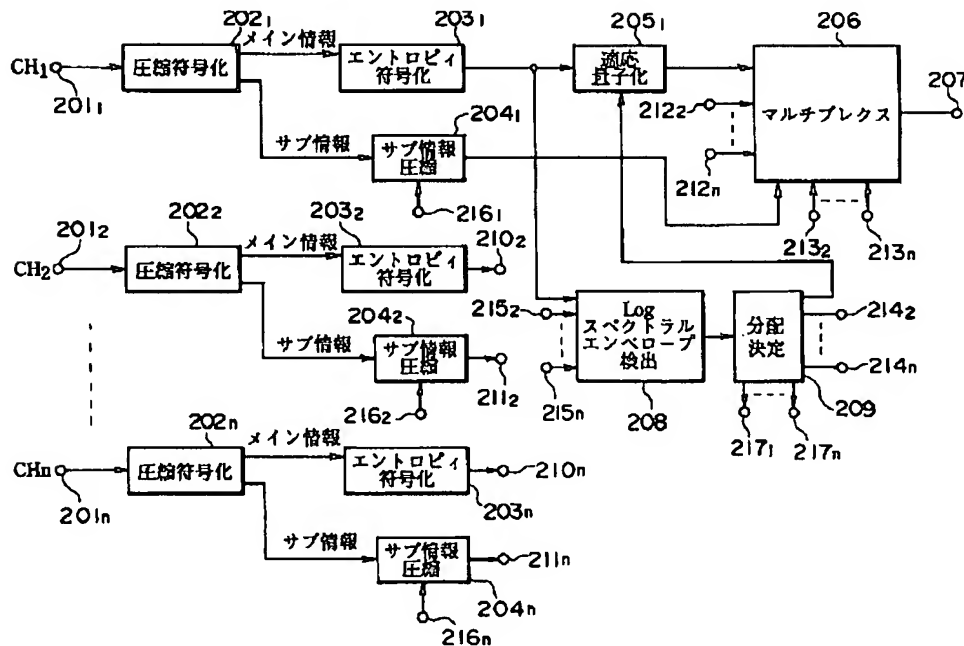 202₁
メイン情報
203₁
205₁
206
CH₁
圧縮符号化
エントロピィ
符号化
適応
量子化
マルチプレクス
207
201₁
212₂
サブ情報
204₁
サブ情報
圧縮
212n
216₁
213₂
213n
201₂
202₂
メイン情報
203₂
210₂
CH₂
圧縮符号化
エントロピィ
符号化
204₂
サブ情報
サブ情報
圧縮
211₂
216₂
215₂
215n
Log
スペクトラル
エンベロープ
検出
208
分配
決定
214₂
214n
209
217₁
217n
202n
メイン情報
CHn
圧縮符号化
エントロピィ
符号化
210n
201n
203n
サブ情報
サブ情報
圧縮
211n
204n
216n